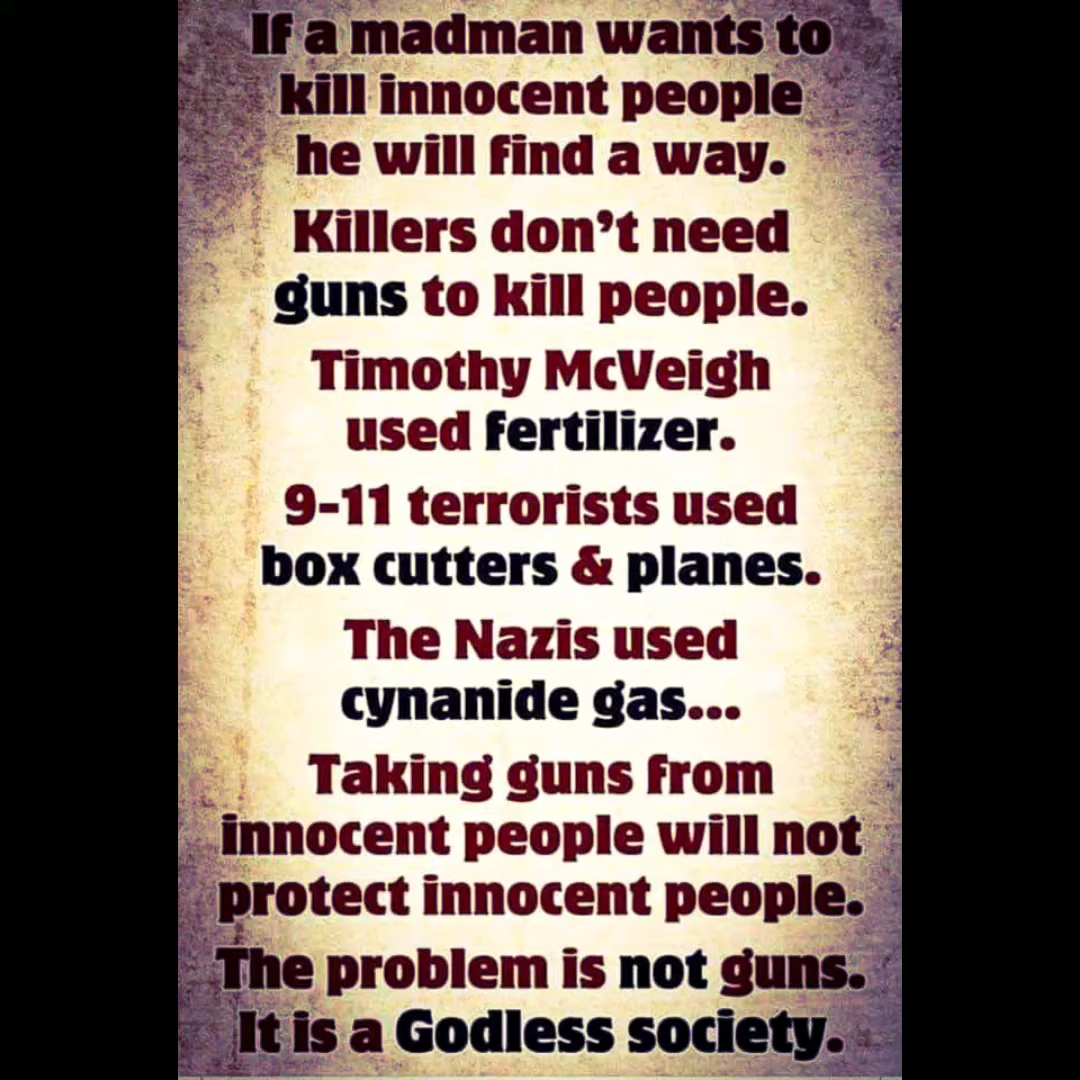 If a madman wants to
kill innocent people
he will find a way.
Killers don’t need
guns to kill people.
Timothy McVeigh
used fertilizer.
9-11 terrorists used
box cutters & planes.
The Nazis used
cynanide gas...
Taking guns from
innocent people will not
protect innocent people.
The problem is not guns.
It is a Godless society.